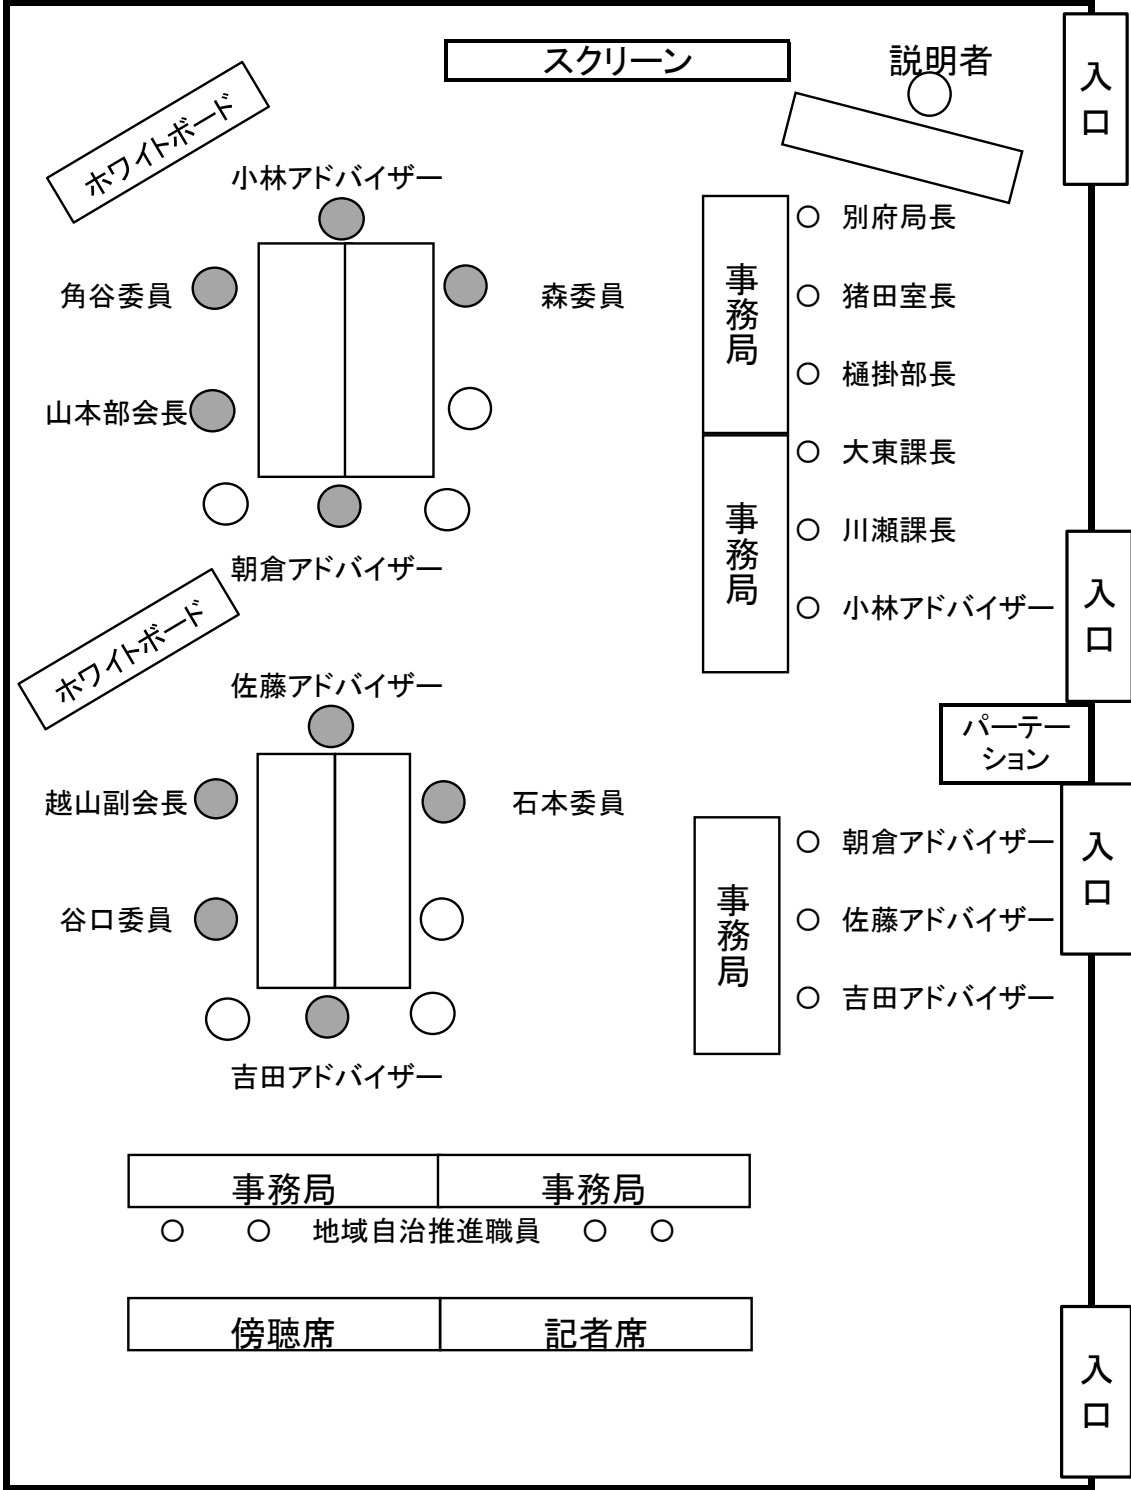 スクリーン
説明者
入口
ホワイトボード
小林アドバイザー
角谷委員
森委員
山本部会長
朝倉アドバイザー
事務局
別府局長
猪田室長
樋掛部長
事務局
大東課長
川瀬課長
小林アドバイザー
入口
ホワイトボード
佐藤アドバイザー
越山副会長
石本委員
谷口委員
吉田アドバイザー
パーテー
ション
入口
事務局
朝倉アドバイザー
佐藤アドバイザー
吉田アドバイザー
事務局
事務局
地域自治推進職員
傍聴席
記者席
入口